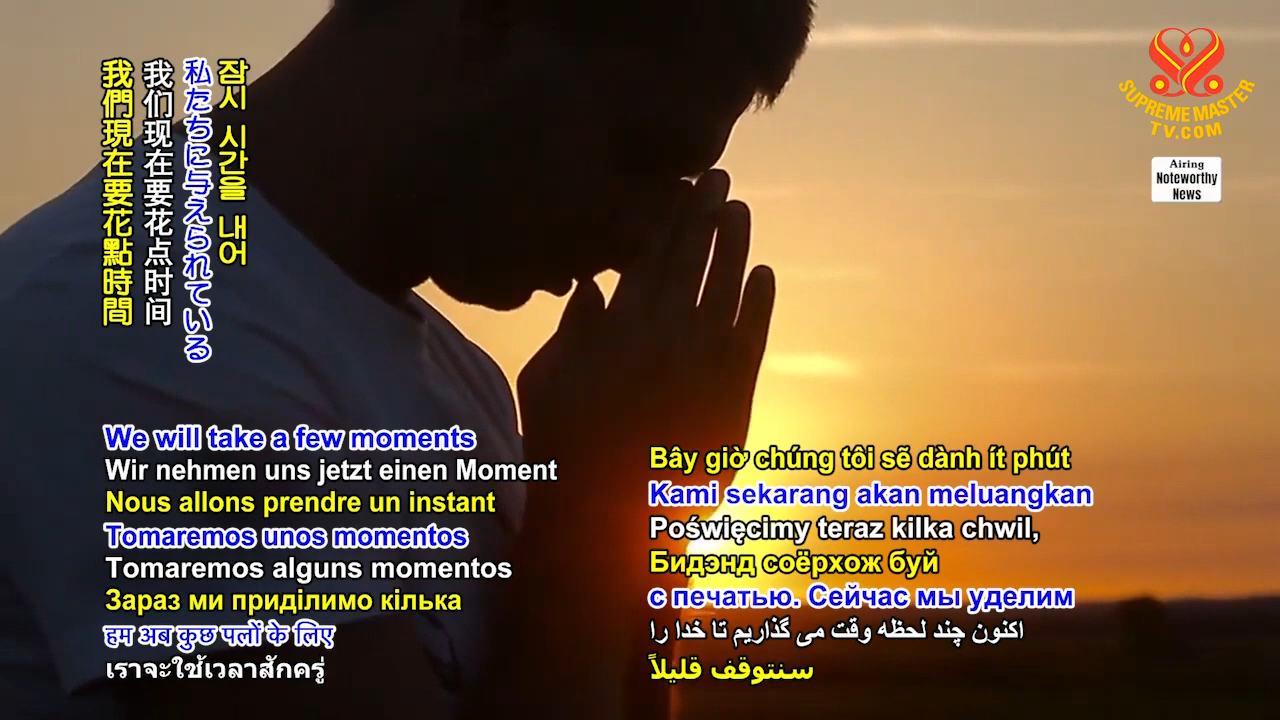 我們現在要花點時間
我们现在要花点时间
私たちに与えられている
잠시 시간을 내어
SUPREME MASTER
TV.COM
Airing
Noteworthy
News
We will take a few moments
Wir nehmen uns jetzt einen Moment
Nous allons prendre un instant
Tomaremos unos momentos
Tomaremos alguns momentos
Зараз ми приділимо кілька
हम अब कुछ पलों के लिए
เราจะใช้เวลาสักครู่
Bây giờ chúng tôi sẽ dành ít phút
Kami sekarang akan meluangkan
Poświęcimy teraz kilka chwil,
Бидэнд соёрхож буй
с печатью. Сейчас мы уделим
اکنون چند لحظه وقت می گذاریم تا خدا را
سنتوقف قليلاً